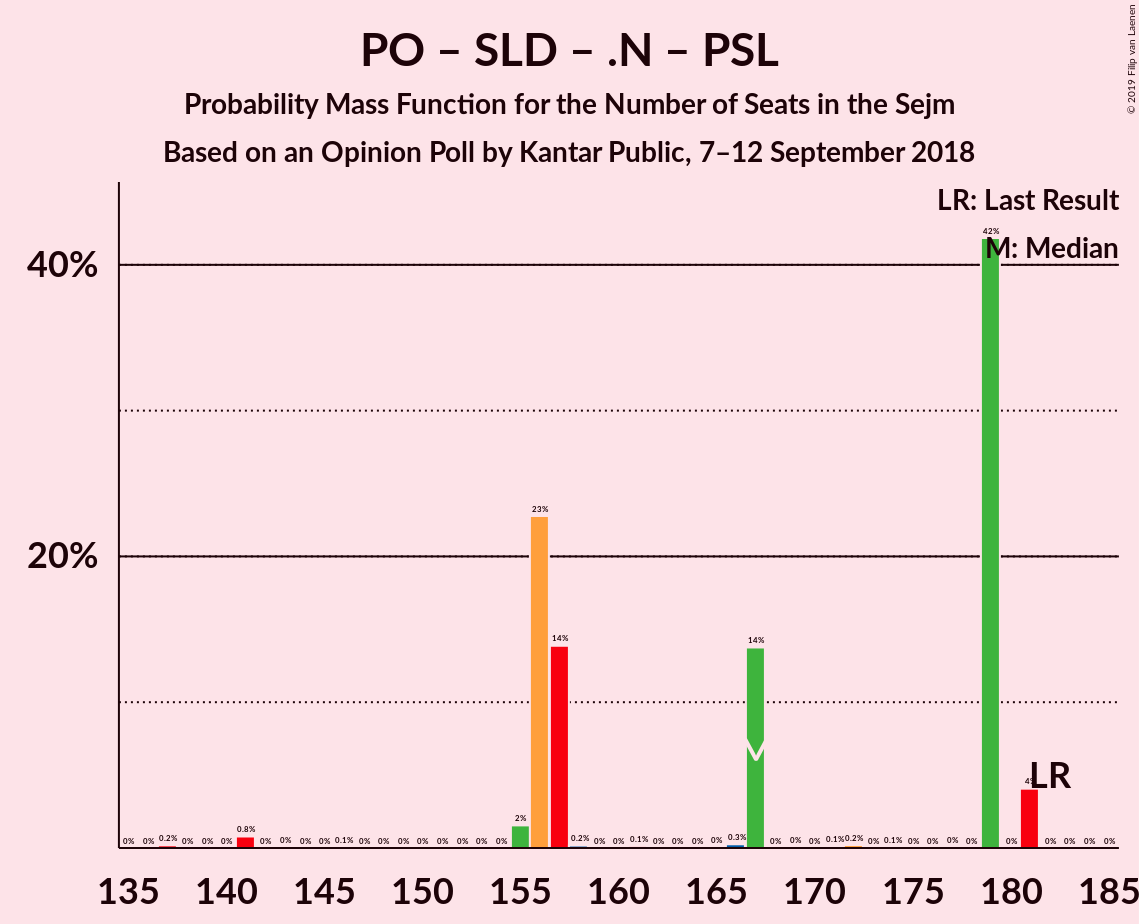 PO – SLD – .N – PSL
Probability Mass Function for the Number of Seats in the Sejm
Based on an Opinion Poll by Kantar Public, 7–12 September 2018
© 2019 Filip van Laenen
LR: Last Result
M: Median
42%
40%
23%
20%
14%
14%
M
LR
4%
2%
0% 0% 0.2% 0% 0% 0% 0.8% 0% 0% 0% 0% 0.1% 0% 0% 0% 0% 0% 0% 0% 0% 0.2% 0% 0% 0.1% 0% 0% 0% 0% 0.3% 0% 0% 0% 0.1% 0.2% 0% 0.1% 0% 0% 0% 0% 0% 0% 0% 0% 0%
135 140 145 150 155 160 165 170 175 180 185